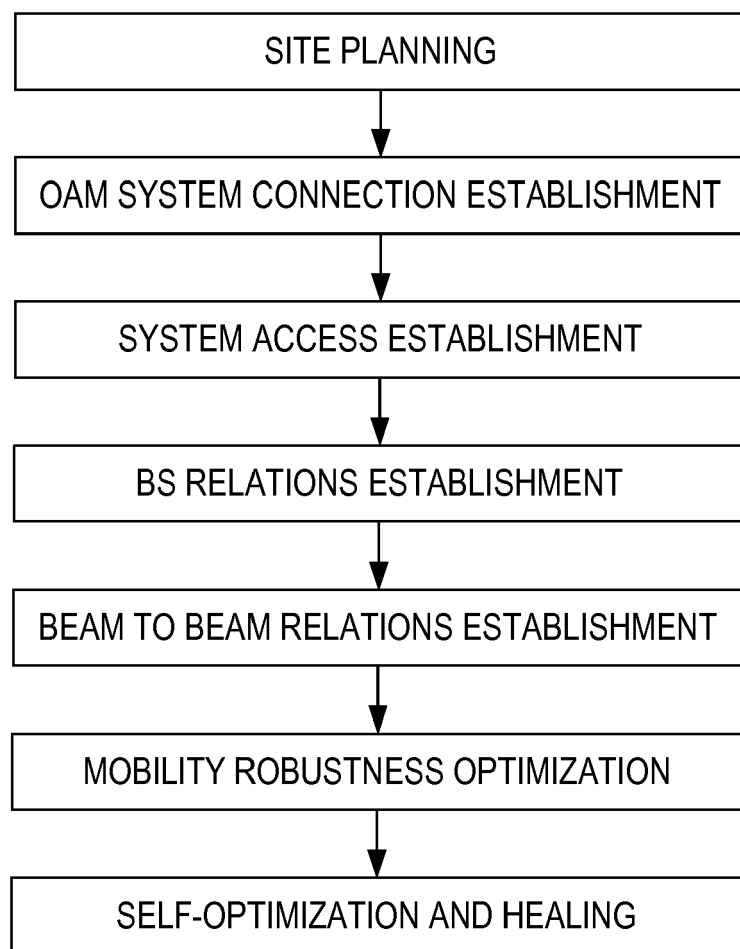 SITE PLANNING
OAM SYSTEM CONNECTION ESTABLISHMENT
SYSTEM ACCESS ESTABLISHMENT
BS RELATIONS ESTABLISHMENT
BEAM TO BEAM RELATIONS ESTABLISHMENT
MOBILITY ROBUSTNESS OPTIMIZATION
SELF-OPTIMIZATION AND HEALING